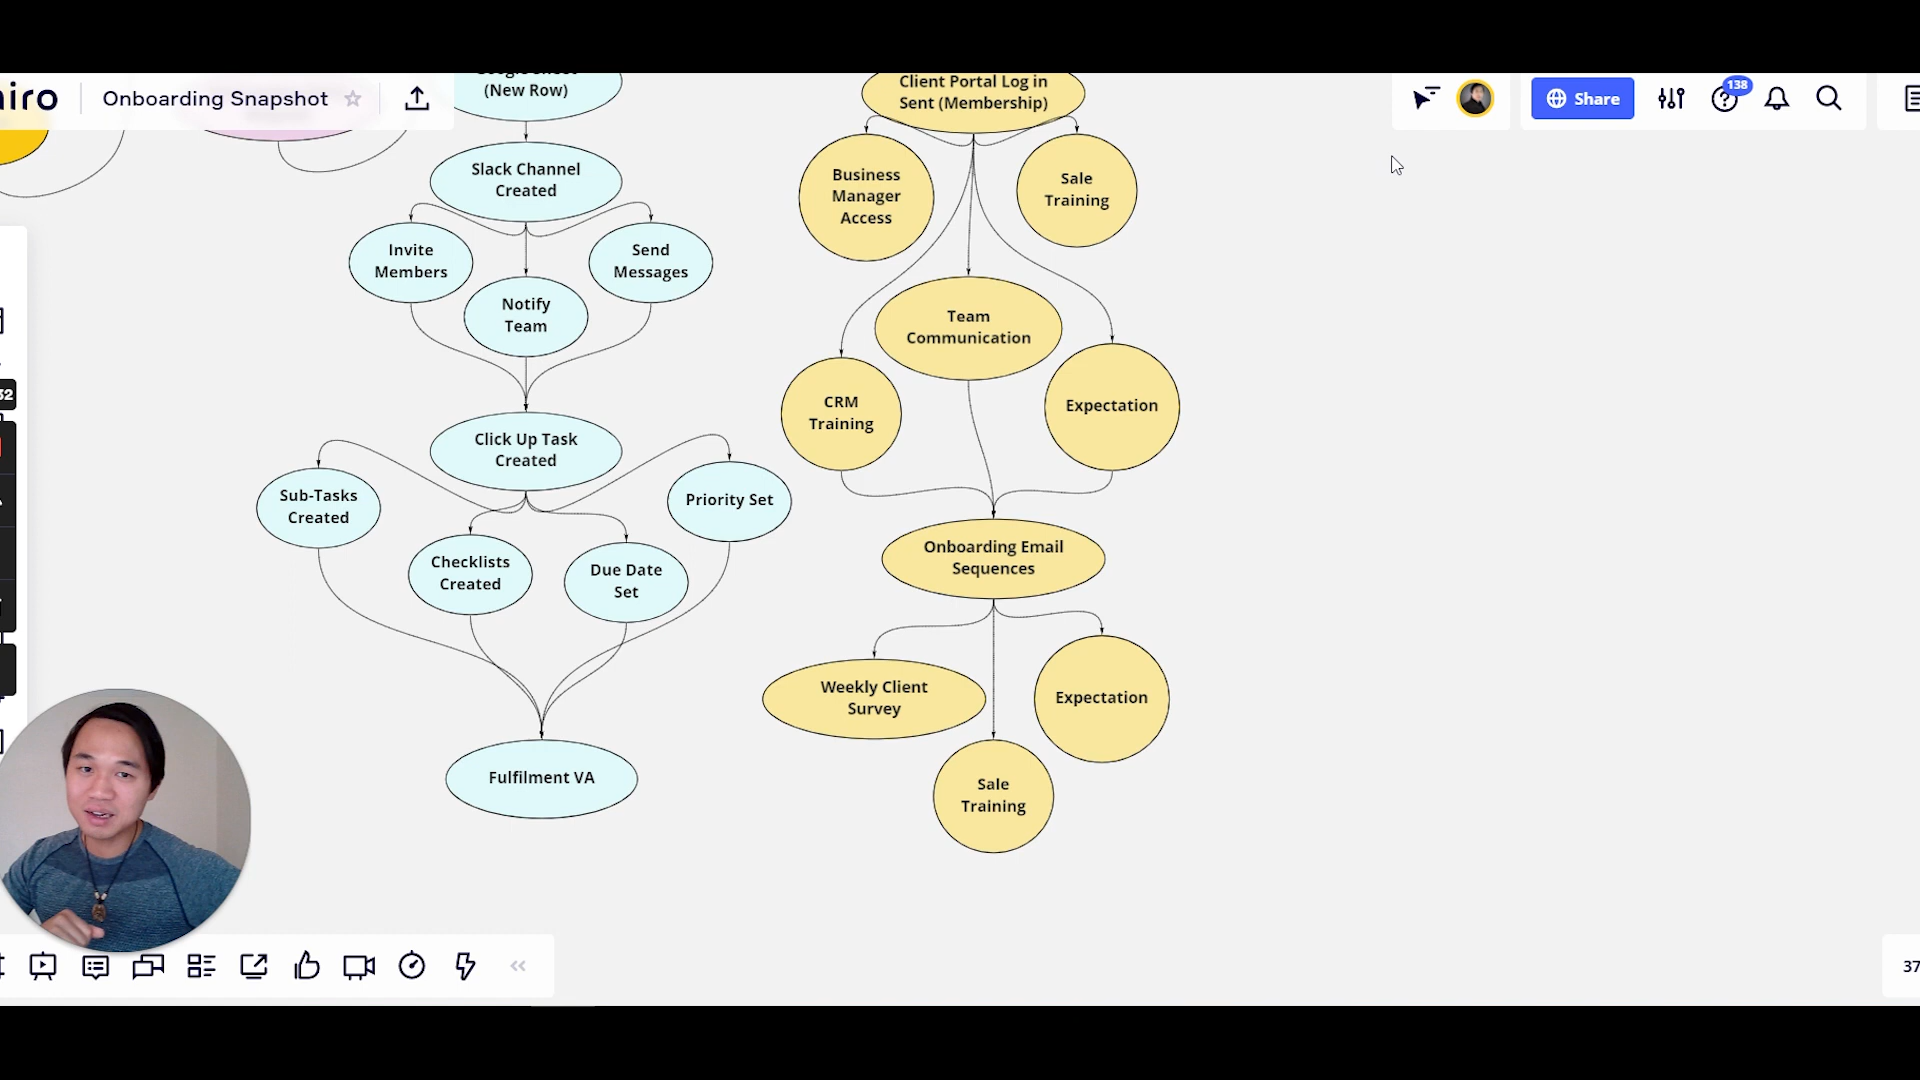 iro
Onboarding Snapshot
(New Row)
Client Portal Log in
Sent (Membership)
Share
138
Slack Channel
Created
Business
Manager
Access
Sale
Training
Invite
Members
Send
Messages
Notify
Team
Team
Communication
CRM
Training
Expectation
Click Up Task
Created
Sub-Tasks
Created
Priority Set
Checklists
Created
Due Date
Set
Onboarding Email
Sequences
Weekly Client
Survey
Expectation
Fulfilment VA
Sale
Training
37